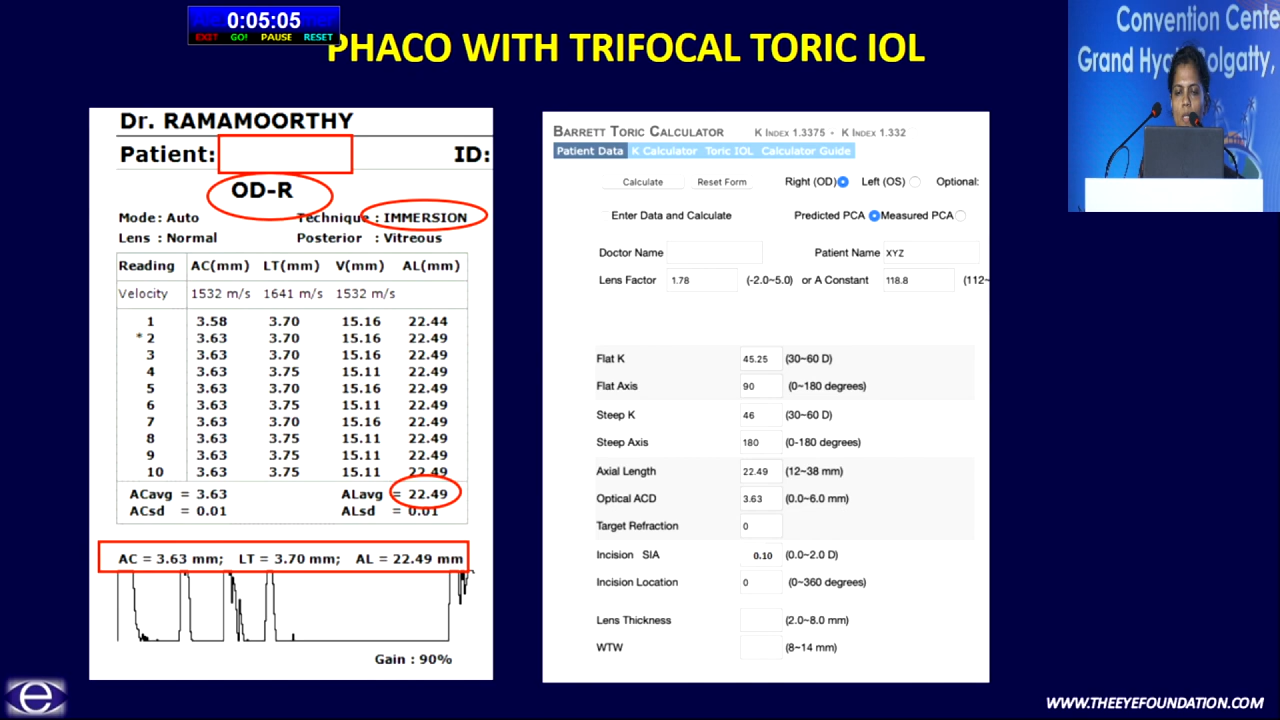 0:05:05
EXIT GO! PAUSE RESET
PHACO WITH TRIFOCAL TORIC IOL
Convention Cente
Grand Hya Bolgatty,
Dr. RAMAMOORTHY
Patient: ID:
OD-R
Mode: Auto Technique : IMMERSION
Lens : Normal Posterior : Vitreous
Reading AC(mm) LT(mm) V(mm) AL(mm)
Velocity 1532 m/s 1641 m/s 1532 m/s
1 3.58 3.70 15.16 22.44
* 2 3.63 3.70 15.16 22.49
3 3.63 3.70 15.16 22.49
4 3.63 3.75 15.11 22.49
5 3.63 3.70 15.16 22.49
6 3.63 3.75 15.11 22.49
7 3.63 3.70 15.16 22.49
8 3.63 3.75 15.11 22.49
9 3.63 3.75 15.11 22.49
10 3.63 3.75 15.11 22.49
ACavg = 3.63 ALavg = 22.49
ACsd = 0.01 ALsd = 0.01
AC = 3.63 mm; LT = 3.70 mm; AL = 22.49 mm
Gain : 90%
BARRETT TORIC CALCULATOR K INDEX 1.3375 • K INDEX 1.332
Patient Data K Calculator Toric IOL Calculator Guide
Calculate Reset Form Right (OD) Left (OS) Optional:
Enter Data and Calculate Predicted PCA Measured PCA
Doctor Name Patient Name XYZ
Lens Factor 1.78 (-2.0~5.0) or A Constant 118.8 (112~
Flat K 45.25 (30~60 D)
Flat Axis 90 (0~180 degrees)
Steep K 46 (30~60 D)
Steep Axis 180 (0-180 degrees)
Axial Length 22.49 (12~38 mm)
Optical ACD 3.63 (0.0~6.0 mm)
Target Refraction 0
Incision SIA 0.10 (0.0~2.0 D)
Incision Location 0 (0~360 degrees)
Lens Thickness (2.0~8.0 mm)
WTW (8~14 mm)
e
WWW.THEEYEFOUNDATION.COM